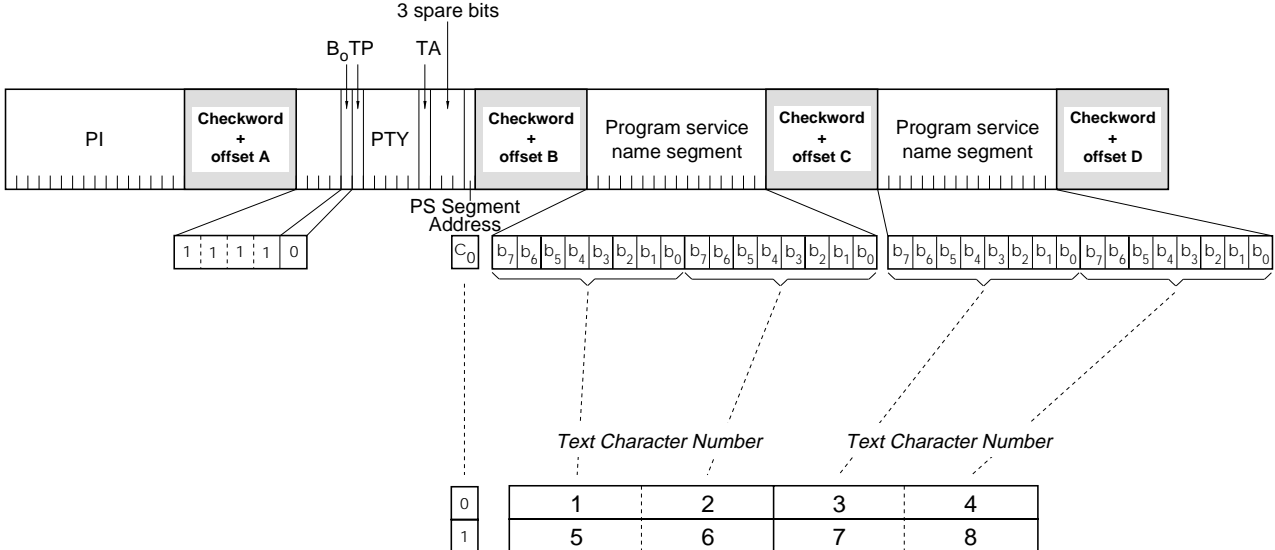 3 spare bits
BoTP TA
PI
Checkword
+
offset A
PTY
Checkword
+
offset B
Program service
name segment
Checkword
+
offset C
Program service
name segment
Checkword
+
offset D
PS Segment
Address
1 1 1 1 0
C0
b7 b6 b5 b4 b3 b2 b1 b0 b7 b6 b5 b4 b3 b2 b1 b0
b7 b6 b5 b4 b3 b2 b1 b0 b7 b6 b5 b4 b3 b2 b1 b0
Text Character Number
Text Character Number
0 1 2 3 4
1 5 6 7 8